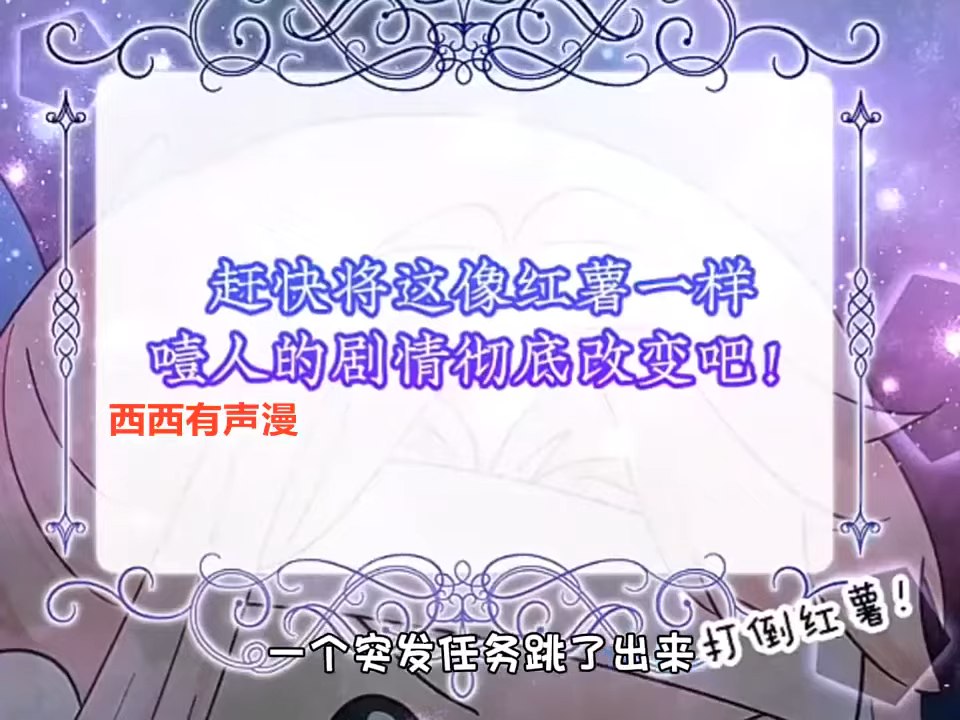 赶快将这像红薯一样
噎人的剧情彻底改变吧！
西西有声漫
一个突发任务跳了出来
打倒红薯！